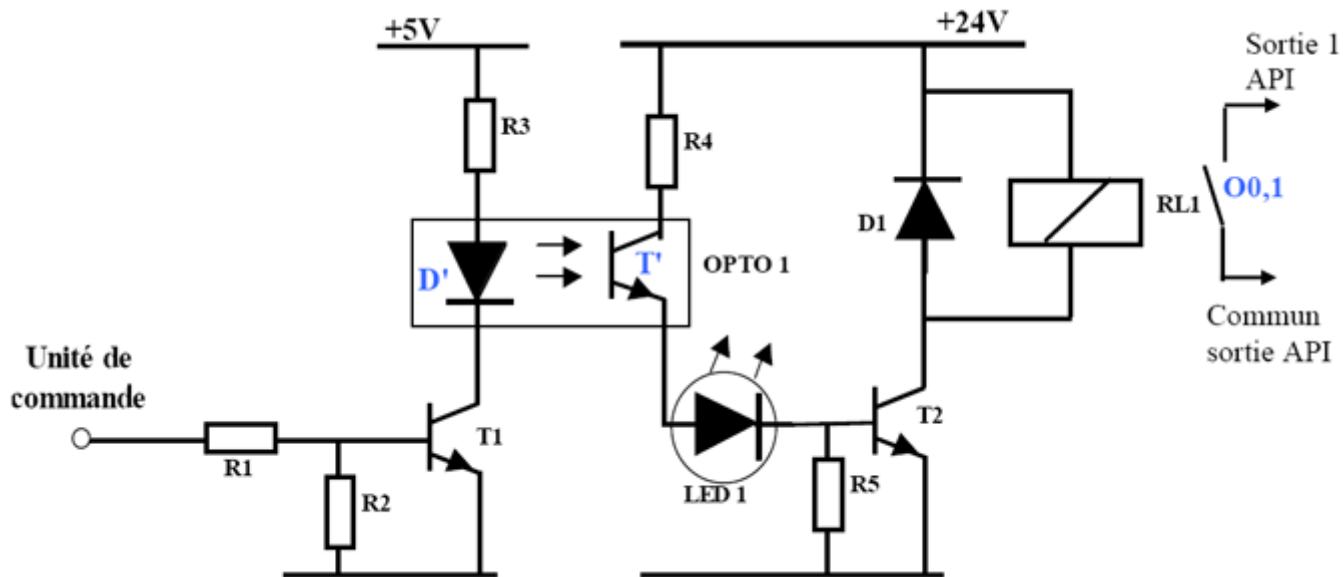 +5V
+24V
Sortie 1
API
R3
R4
D1
RL1
O0,1
D'
T'
OPTO 1
Commun
sortie API
Unité de
commande
R1
R2
T1
LED 1
R5
T2